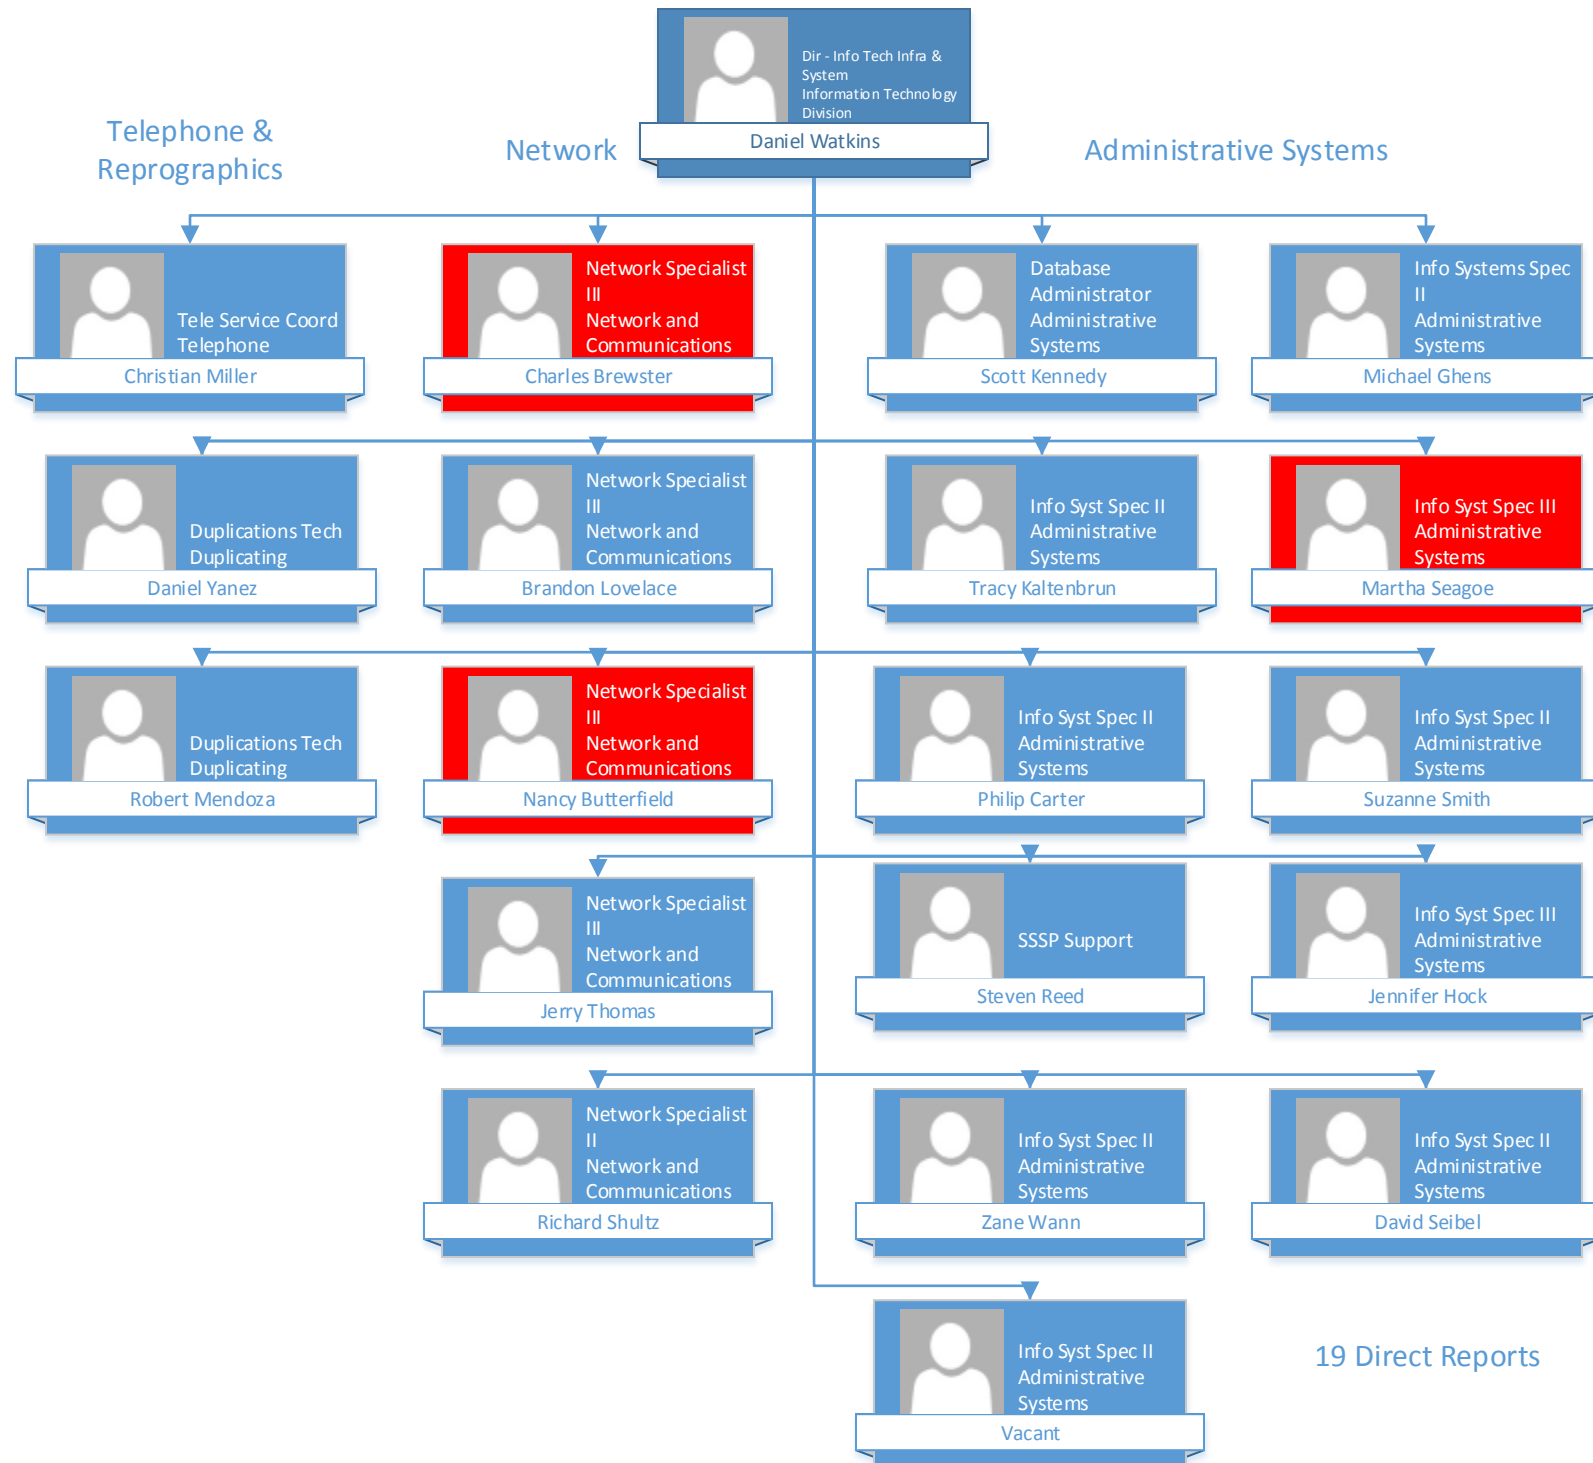 Dir - Info Tech Infra &
System
Information Technology
Division
Daniel Watkins
Telephone &
Reprographics
Network
Administrative Systems
Tele Service Coord
Telephone
Christian Miller
Network Specialist
III
Network and
Communications
Charles Brewster
Database
Administrator
Administrative
Systems
Scott Kennedy
Info Systems Spec
II
Administrative
Systems
Michael Ghens
Duplications Tech
Duplicating
Daniel Yanez
Network Specialist
III
Network and
Communications
Brandon Lovelace
Info Syst Spec II
Administrative
Systems
Tracy Kaltenbrun
Info Syst Spec III
Administrative
Systems
Martha Seagoe
Duplications Tech
Duplicating
Robert Mendoza
Network Specialist
III
Network and
Communications
Nancy Butterfield
Info Syst Spec II
Administrative
Systems
Philip Carter
Info Syst Spec II
Administrative
Systems
Suzanne Smith
Network Specialist
III
Network and
Communications
Jerry Thomas
SSSP Support
Steven Reed
Info Syst Spec III
Administrative
Systems
Jennifer Hock
Network Specialist
II
Network and
Communications
Richard Shultz
Info Syst Spec II
Administrative
Systems
Zane Wann
Info Syst Spec II
Administrative
Systems
David Seibel
Info Syst Spec II
Administrative
Systems
Vacant
19 Direct Reports